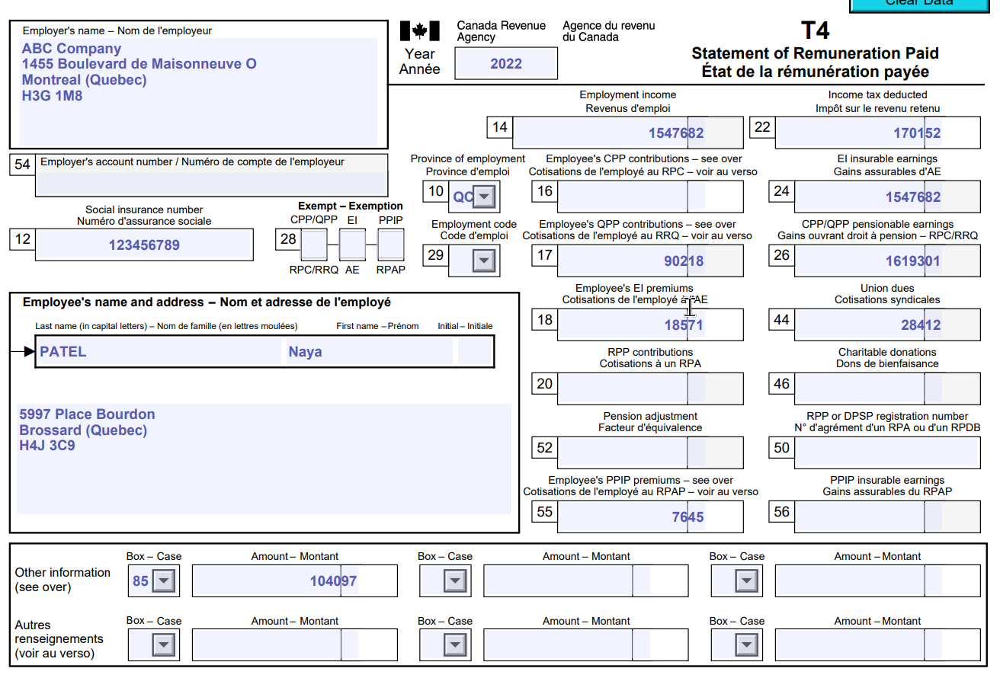 Clear Data
Employer's name – Nom de l'employeur
ABC Company
1455 Boulevard de Maisonneuve O
Montreal (Quebec)
H3G 1M8
Canada Revenue Agency
Agence du revenu du Canada
Year
Année
2022
T4
Statement of Remuneration Paid
État de la rémunération payée
Employment income
Revenus d'emploi
14
1547682
Income tax deducted
Impôt sur le revenu retenu
22
170152
54
Employer's account number / Numéro de compte de l'employeur
Province of employment
Province d'emploi
10
QC
Employee's CPP contributions – see over
Cotisations de l'employé au RPC – voir au verso
16
EI insurable earnings
Gains assurables d'AE
24
1547682
Social insurance number
Numéro d'assurance sociale
12
123456789
Exempt – Exemption
CPP/QPP EI PPIP
28
RPC/RRQ AE RPAP
Employment code
Code d'emploi
29
Employee's QPP contributions – see over
Cotisations de l'employé au RRQ – voir au verso
17
90218
CPP/QPP pensionable earnings
Gains ouvrant droit à pension – RPC/RRQ
26
1619301
Employee's name and address – Nom et adresse de l'employé
Last name (in capital letters) – Nom de famille (en lettres moulées)
First name – Prénom
Initial – Initiale
PATEL
Naya
5997 Place Bourdon
Brossard (Quebec)
H4J 3C9
Employee's EI premiums
Cotisations de l'employé à l'AE
18
18571
Union dues
Cotisations syndicales
44
28412
RPP contributions
Cotisations à un RPA
20
Charitable donations
Dons de bienfaisance
46
Pension adjustment
Facteur d'équivalence
52
RPP or DPSP registration number
N° d'agrément d'un RPA ou d'un RPDB
50
Employee's PPIP premiums – see over
Cotisations de l'employé au RPAP – voir au verso
55
7645
PPIP insurable earnings
Gains assurables du RPAP
56
Other information
(see over)
Box – Case
Amount – Montant
Box – Case
Amount – Montant
Box – Case
Amount – Montant
85
104097
Autres
renseignements
(voir au verso)
Box – Case
Amount – Montant
Box – Case
Amount – Montant
Box – Case
Amount – Montant